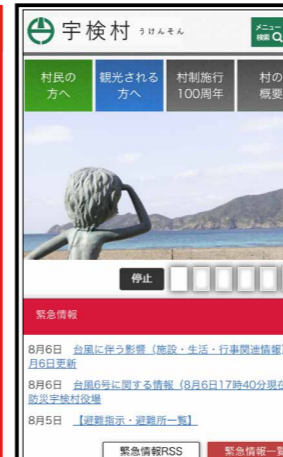 宇検村 うけんそん
メニュー
検索
村民の
方へ
観光される
方へ
村制施行
100周年
村の
概要
停止
緊急情報
8月6日 台風に伴う影響（施設・生活・行事関連情報）
月6日更新
8月6日 台風6号に関する情報（8月6日17時40分現在
防災宇検村役場
8月5日 【避難指示・避難所一覧】
緊急情報RSS
緊急情報一覧